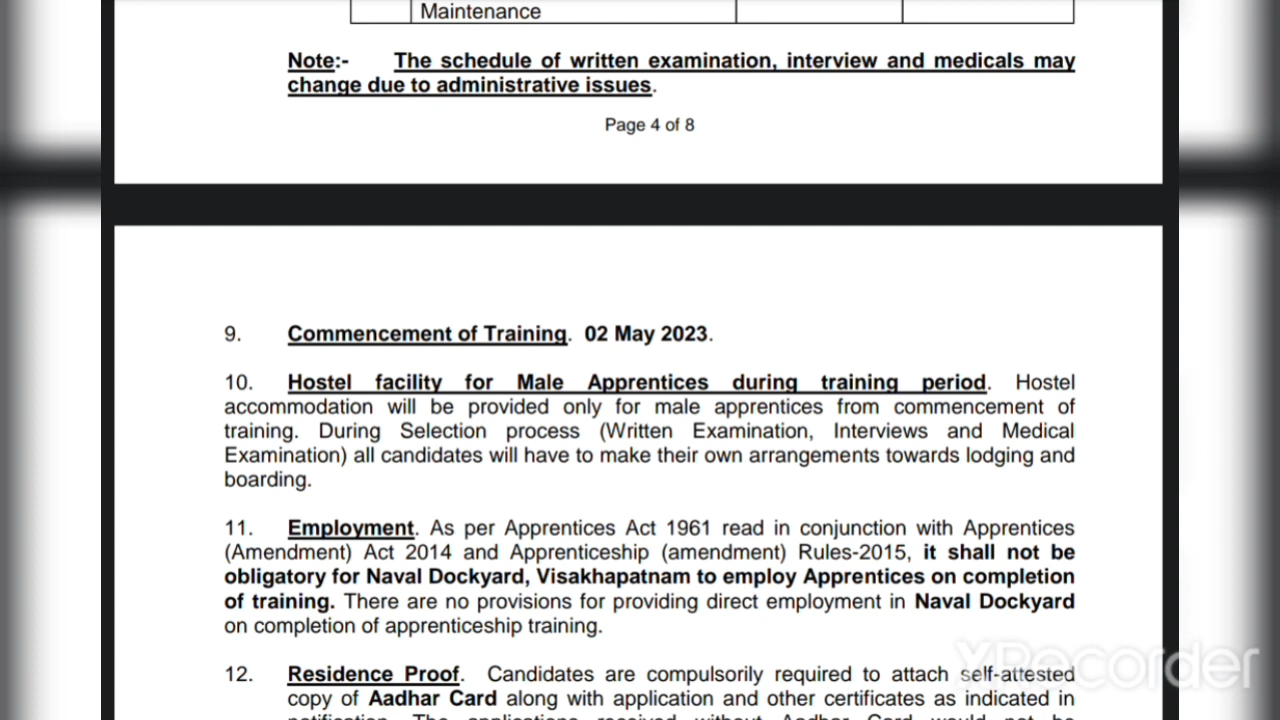 Maintenance
Note:- The schedule of written examination, interview and medicals may
change due to administrative issues.
Page 4 of 8
9. Commencement of Training. 02 May 2023.
10. Hostel facility for Male Apprentices during training period. Hostel
accommodation will be provided only for male apprentices from commencement of
training. During Selection process (Written Examination, Interviews and Medical
Examination) all candidates will have to make their own arrangements towards lodging and
boarding.
11. Employment. As per Apprentices Act 1961 read in conjunction with Apprentices
(Amendment) Act 2014 and Apprenticeship (amendment) Rules-2015, it shall not be
obligatory for Naval Dockyard, Visakhapatnam to employ Apprentices on completion
of training. There are no provisions for providing direct employment in Naval Dockyard
on completion of apprenticeship training.
12. Residence Proof. Candidates are compulsorily required to attach self-attested
copy of Aadhar Card along with application and other certificates as indicated in
XRecorder